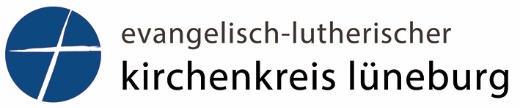 evangelisch-lutherischer
kirchenkreis lüneburg